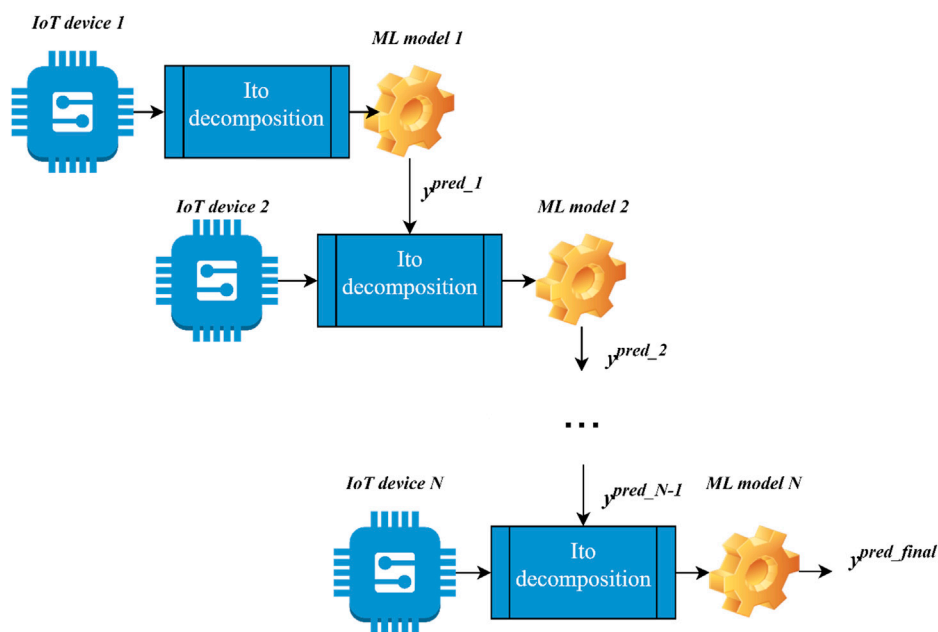 IoT device 1
ML model 1
Ito
decomposition
y^pred_1
IoT device 2
ML model 2
Ito
decomposition
y^pred_2
...
IoT device N
y^pred_N-1
ML model N
Ito
decomposition
y^pred_final